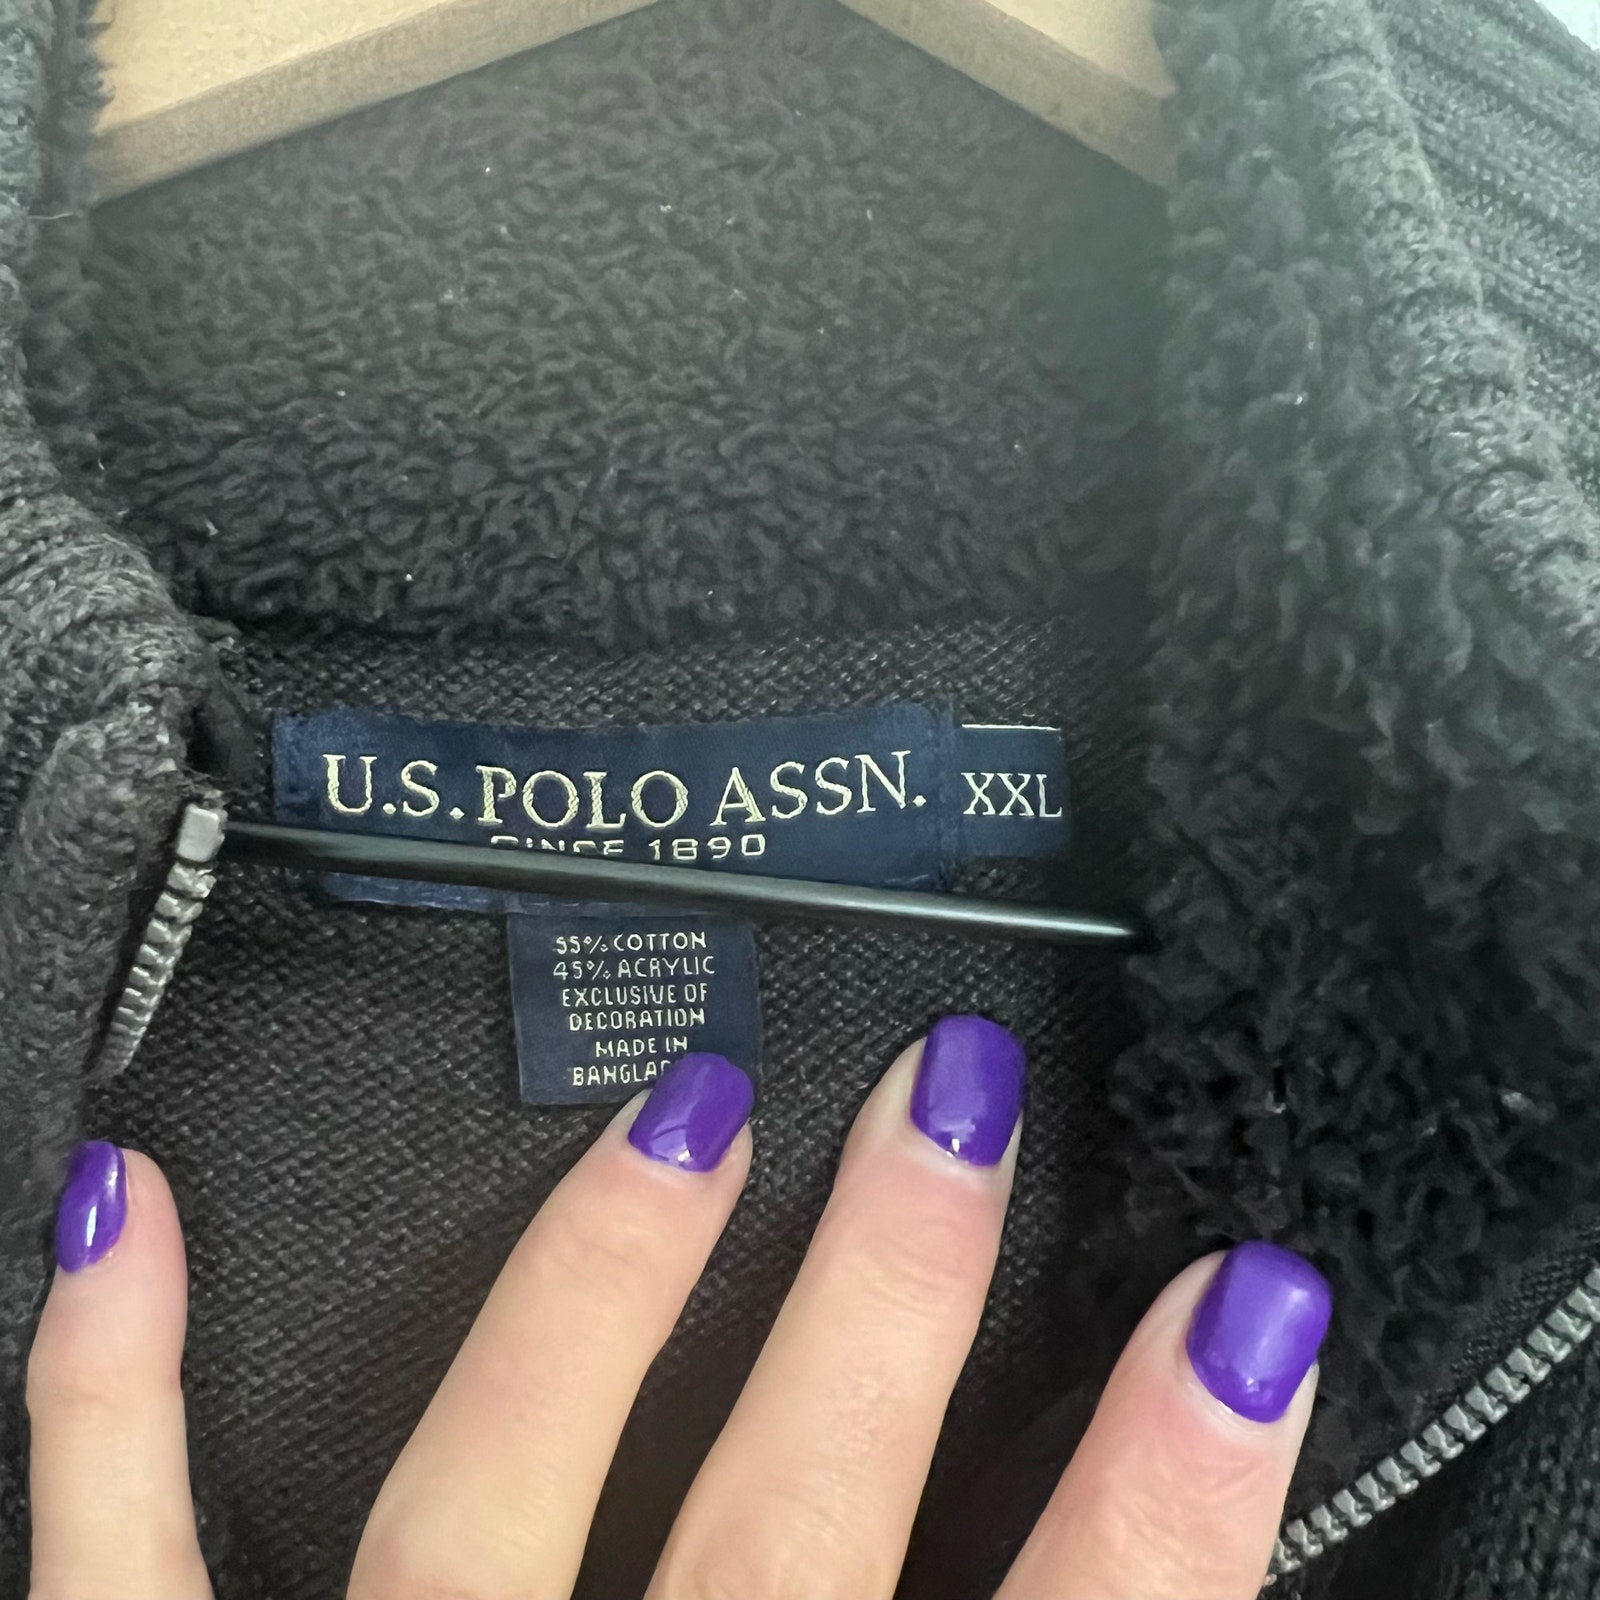 U.S. POLO ASSN.
XXL
SINCE 1890
55% COTTON
45% ACRYLIC
EXCLUSIVE OF
DECORATION
MADE IN